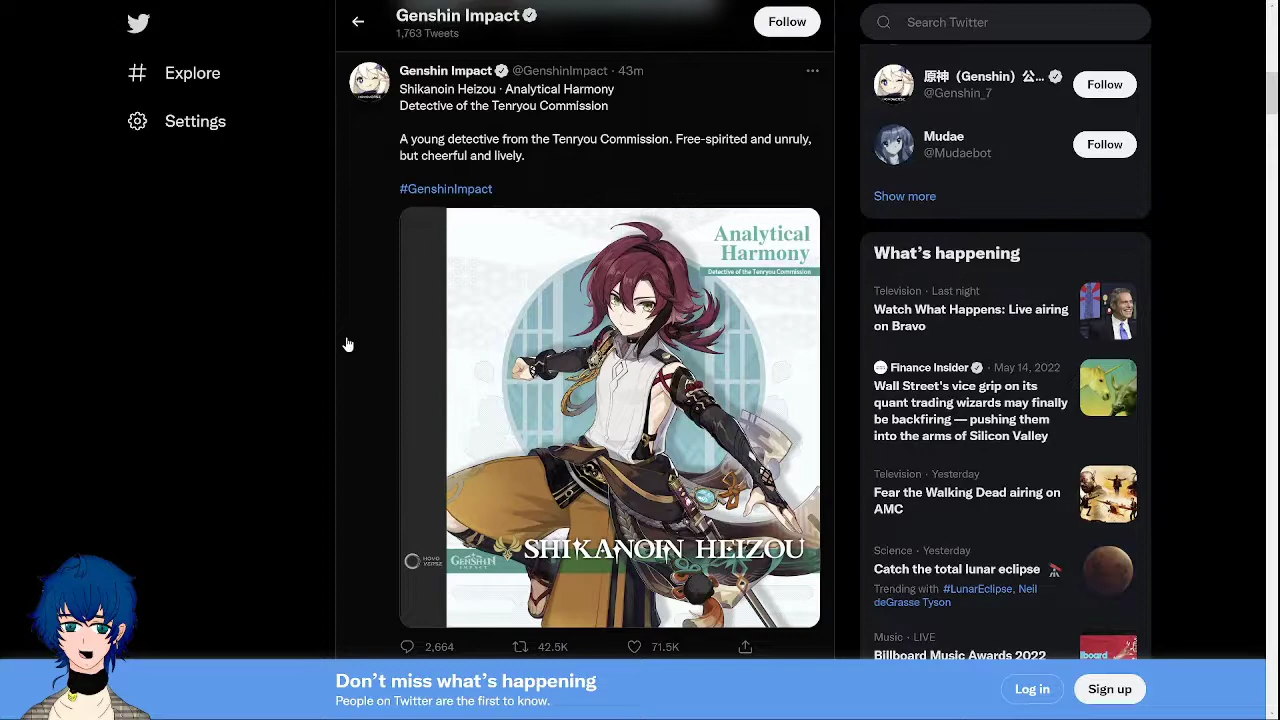 Genshin Impact
1,763 Tweets
Follow
Search Twitter
Explore
Settings
Genshin Impact @GenshinImpact · 43m
Shikanoin Heizou · Analytical Harmony
Detective of the Tenryou Commission
A young detective from the Tenryou Commission. Free-spirited and unruly,
but cheerful and lively.
#GenshinImpact
Analytical
Harmony
Detective of the Tenryou Commission
SHIKANOIN HEIZOU
HOYO
VERSE
GENSHIN
IMPACT
2,664
42.5K
71.5K
原神（Genshin）公...
@Genshin_7
Follow
Mudae
@Mudaebot
Follow
Show more
What's happening
Television · Last night
Watch What Happens: Live airing
on Bravo
Finance Insider · May 14, 2022
Wall Street's vice grip on its
quant trading wizards may finally
be backfiring — pushing them
into the arms of Silicon Valley
Television · Yesterday
Fear the Walking Dead airing on
AMC
Science · Yesterday
Catch the total lunar eclipse
Trending with #LunarEclipse, Neil
deGrasse Tyson
Music · LIVE
Billboard Music Awards 2022
billboard
Don't miss what's happening
People on Twitter are the first to know.
Log in
Sign up